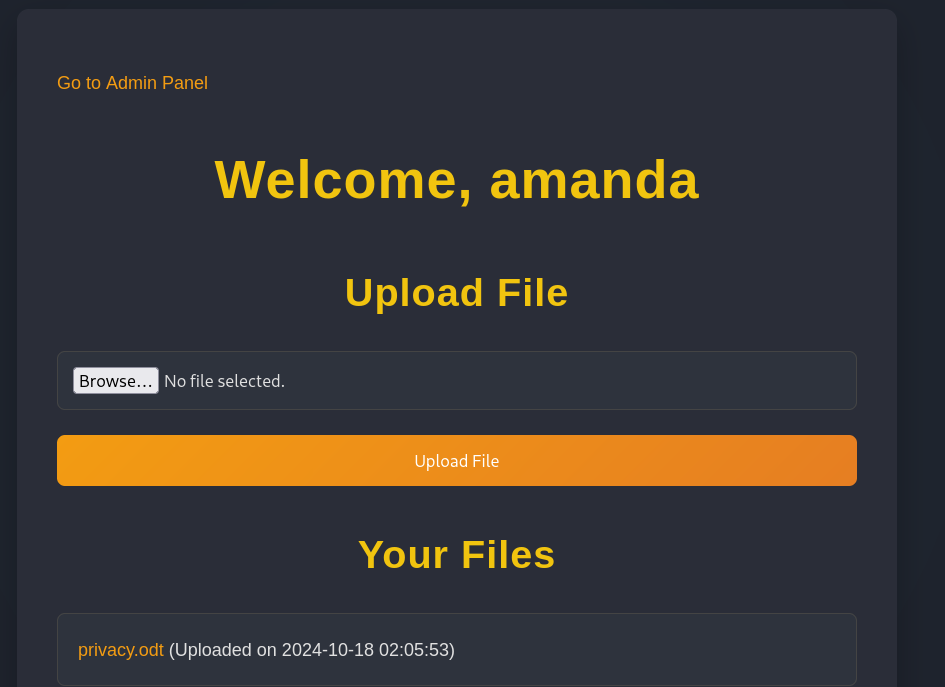 Go to Admin Panel
Welcome, amanda
Upload File
Browse... No file selected.
Upload File
Your Files
privacy.odt (Uploaded on 2024-10-18 02:05:53)